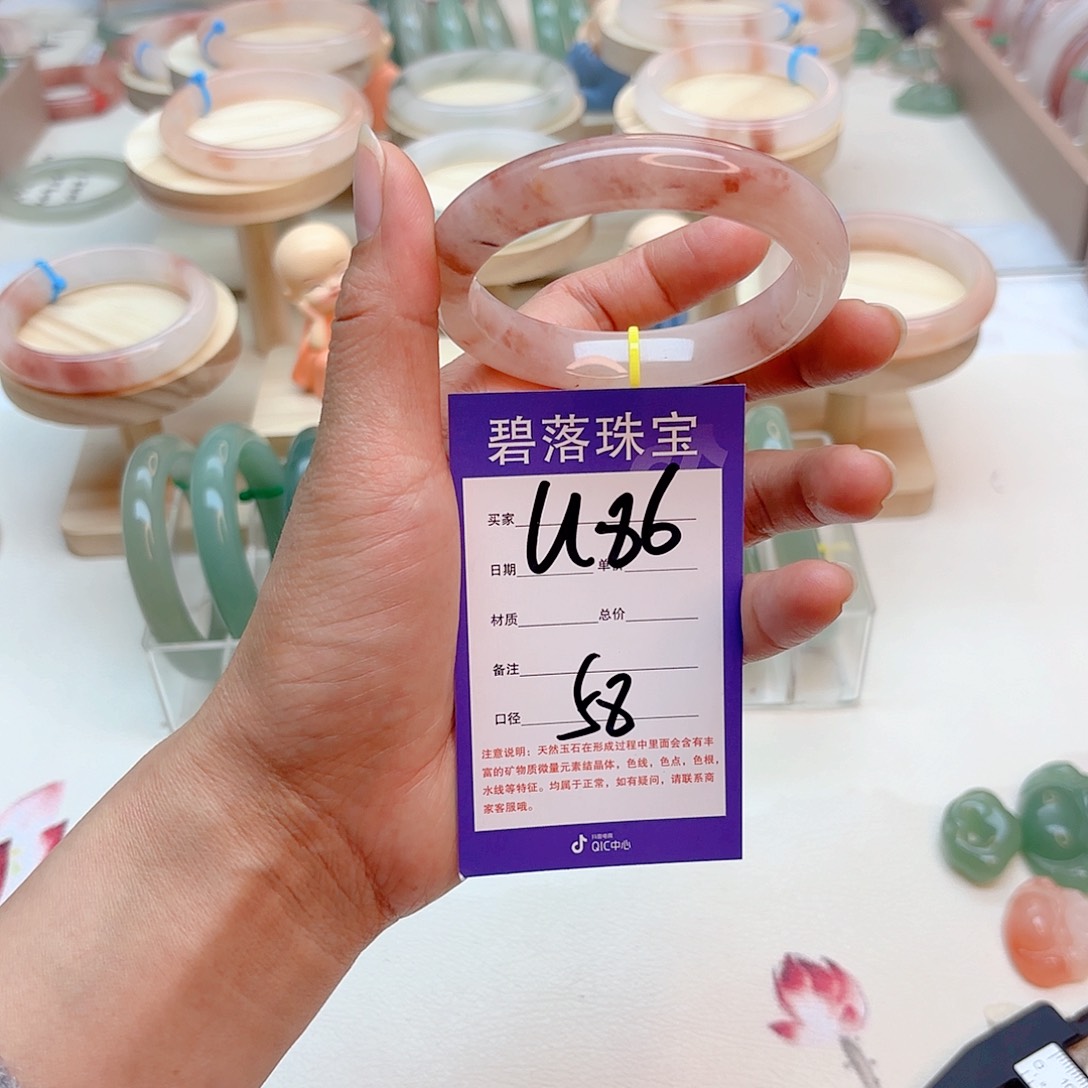 碧落珠宝
买家 U86
日期 单价
材质 总价
备注
口径 58
注意说明：天然玉石在形成过程中里面会含有丰
富的矿物质微量元素结晶体，色线，色点，色根，
水线等特征。均属于正常，如有疑问，请联系商
家客服哦。
抖音电商
QIC中心